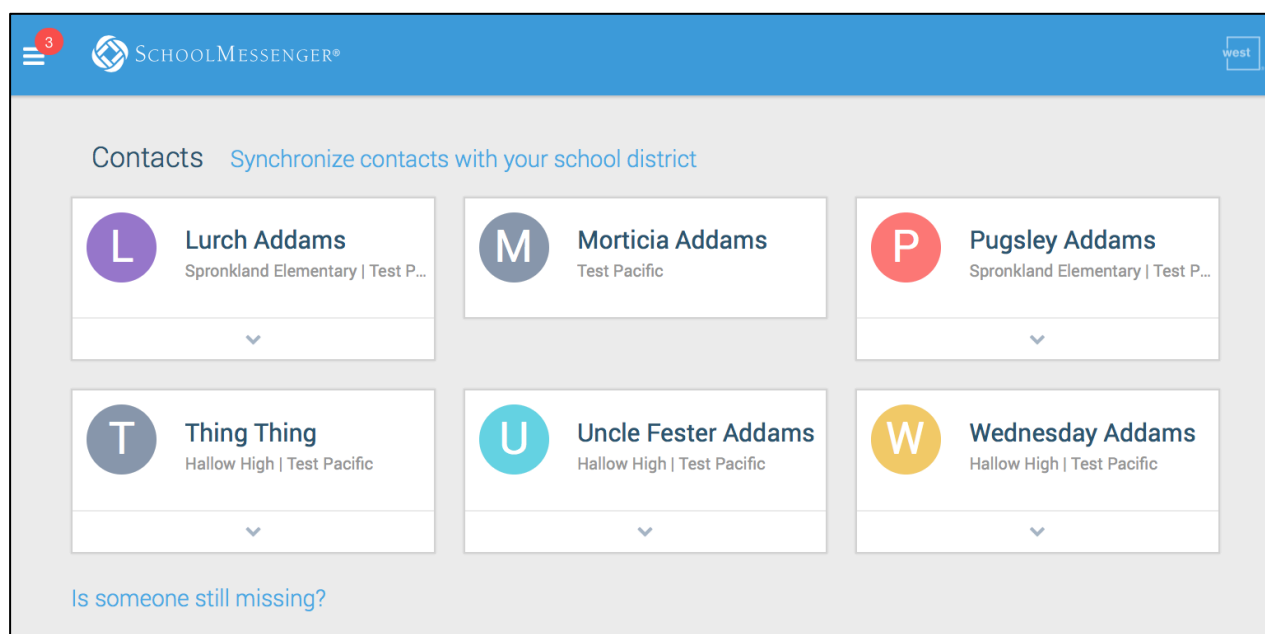 3
SCHOOLMESSENGER®
west
Contacts Synchronize contacts with your school district
L
Lurch Addams
Spronkland Elementary | Test P...
M
Morticia Addams
Test Pacific
P
Pugsley Addams
Spronkland Elementary | Test P...
T
Thing Thing
Hallow High | Test Pacific
U
Uncle Fester Addams
Hallow High | Test Pacific
W
Wednesday Addams
Hallow High | Test Pacific
Is someone still missing?